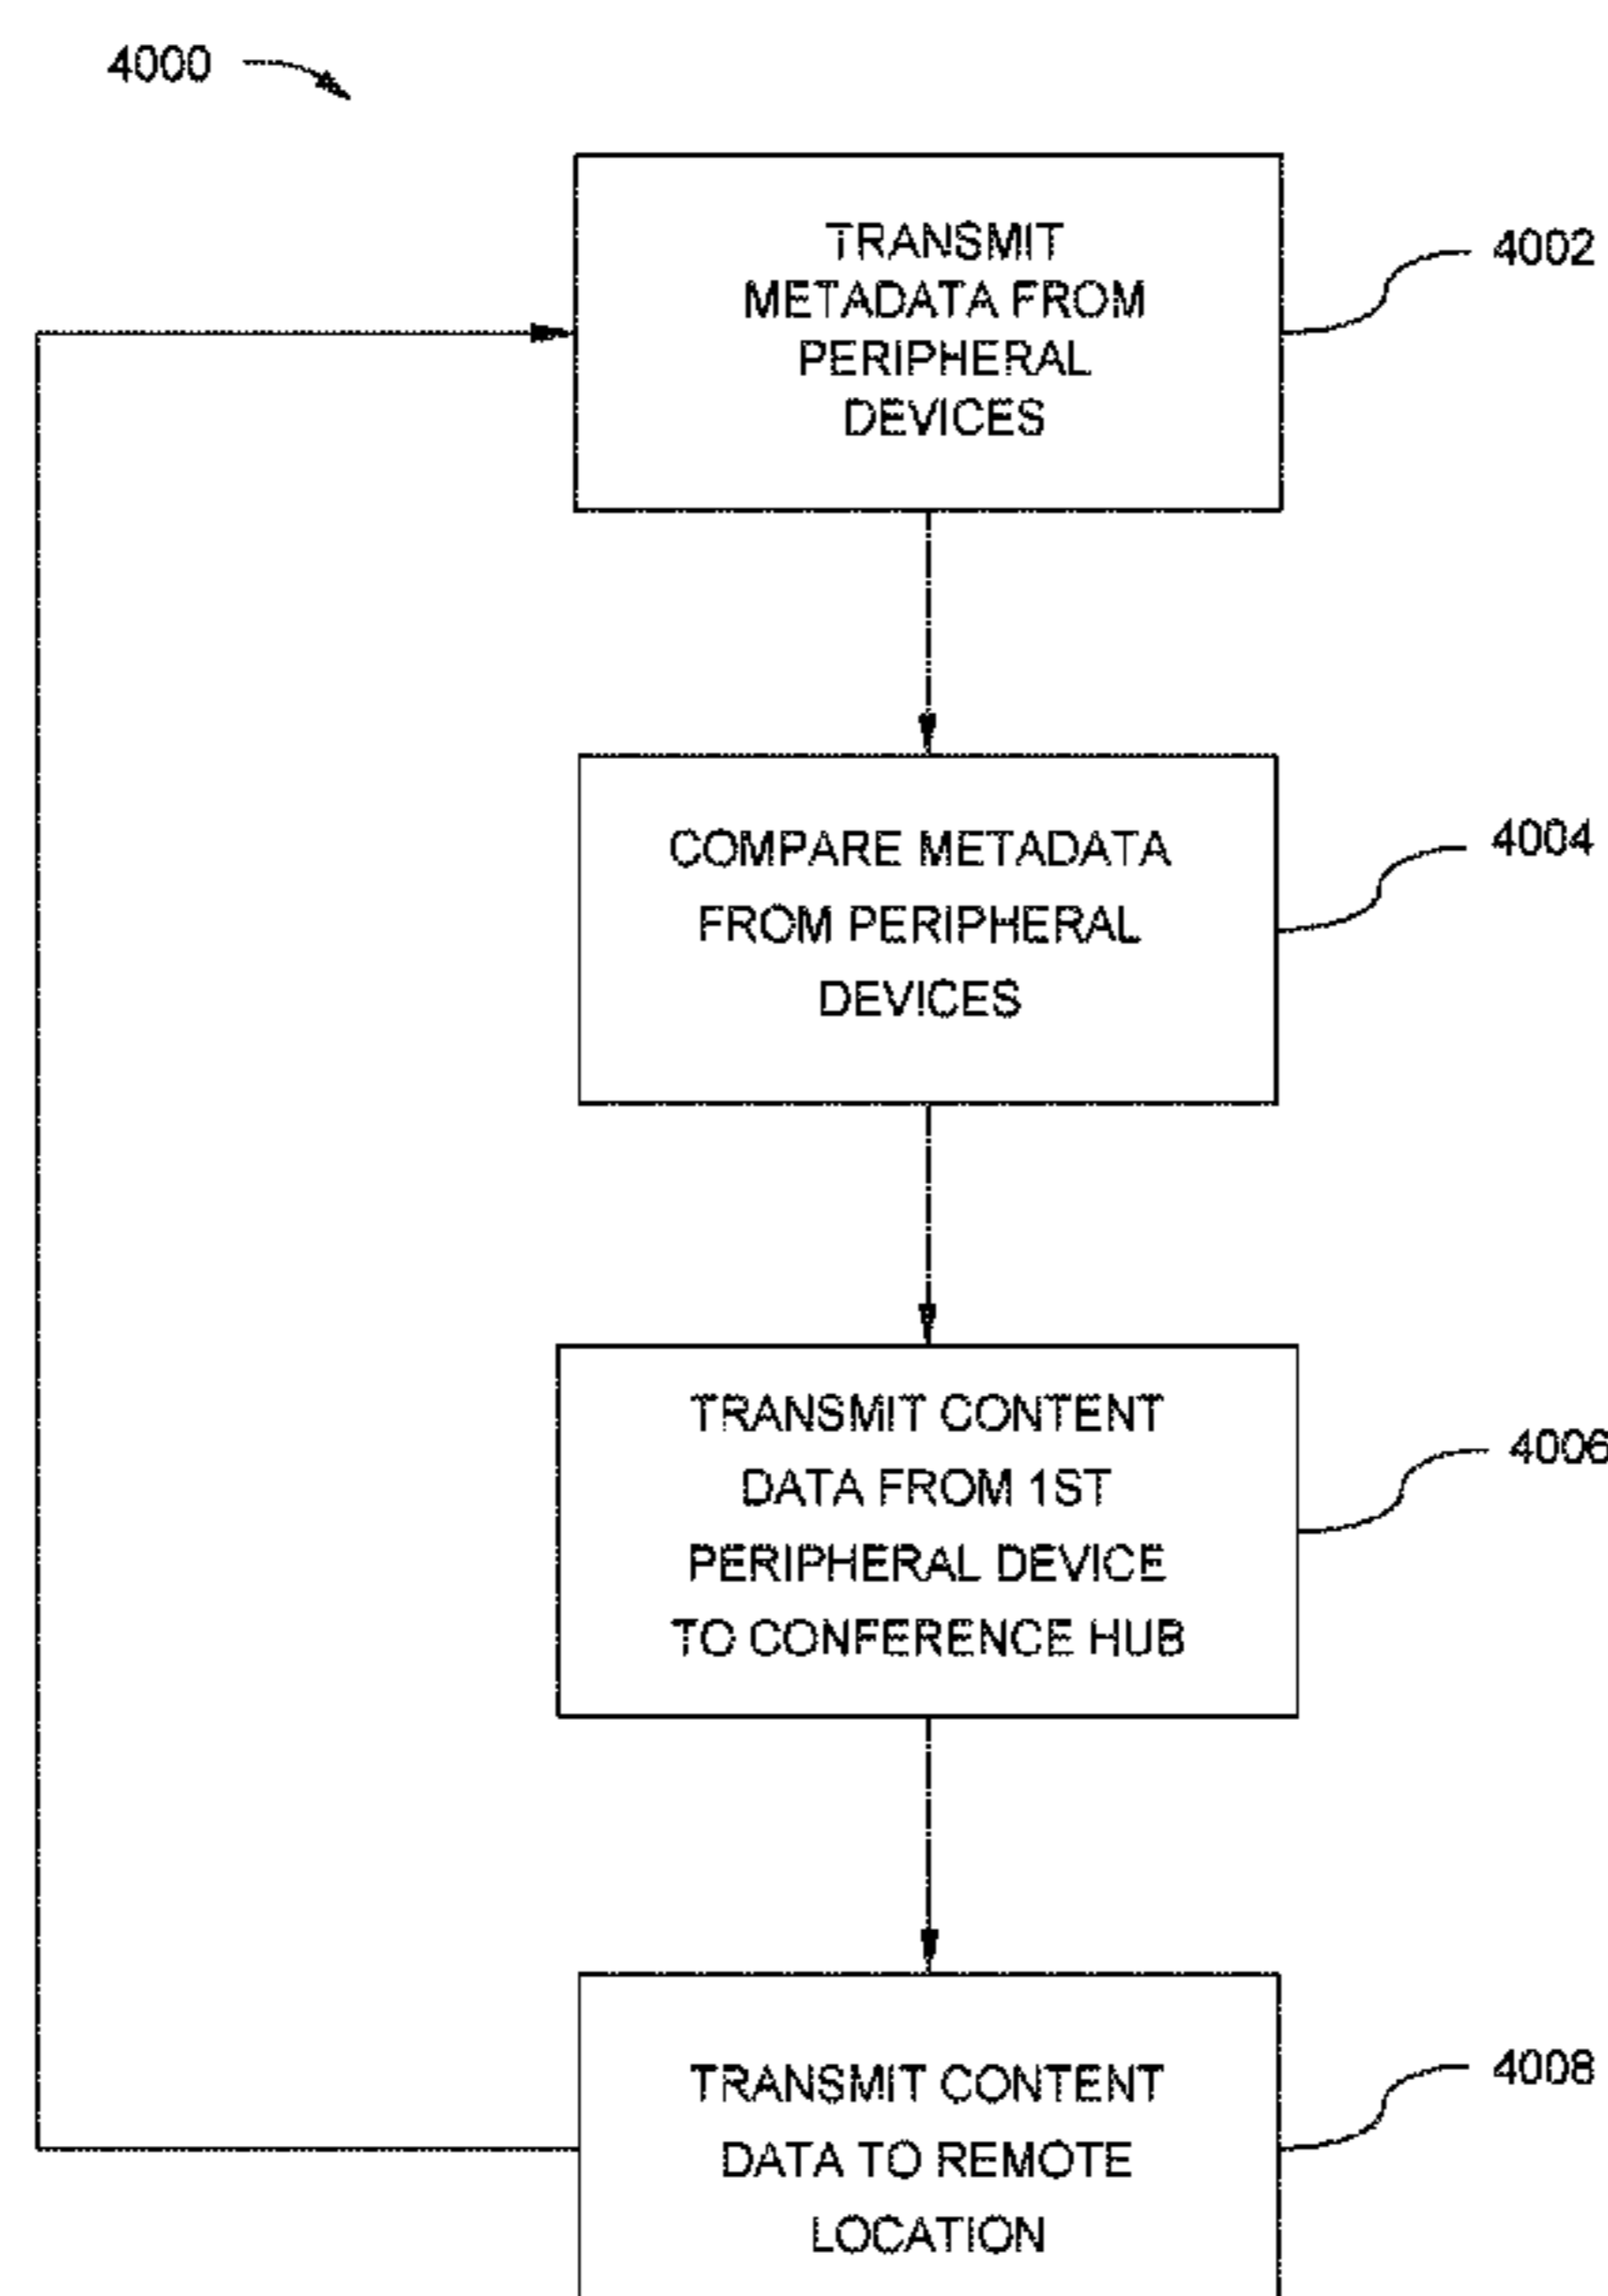 4000
TRANSMIT
METADATA FROM
PERIPHERAL
DEVICES
4002
COMPARE METADATA
FROM PERIPHERAL
DEVICES
4004
TRANSMIT CONTENT
DATA FROM 1ST
PERIPHERAL DEVICE
TO CONFERENCE HUB
4006
TRANSMIT CONTENT
DATA TO REMOTE
LOCATION
4008